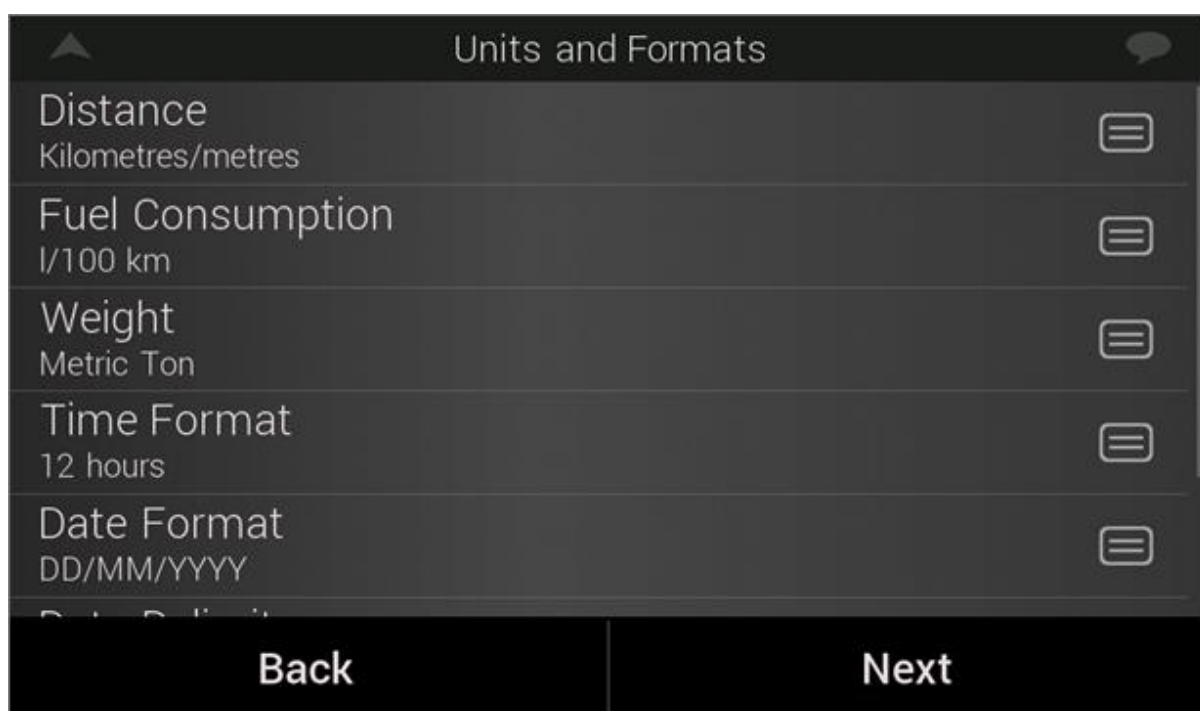 Units and Formats
Distance
Kilometres/metres
Fuel Consumption
l/100 km
Weight
Metric Ton
Time Format
12 hours
Date Format
DD/MM/YYYY
Back
Next